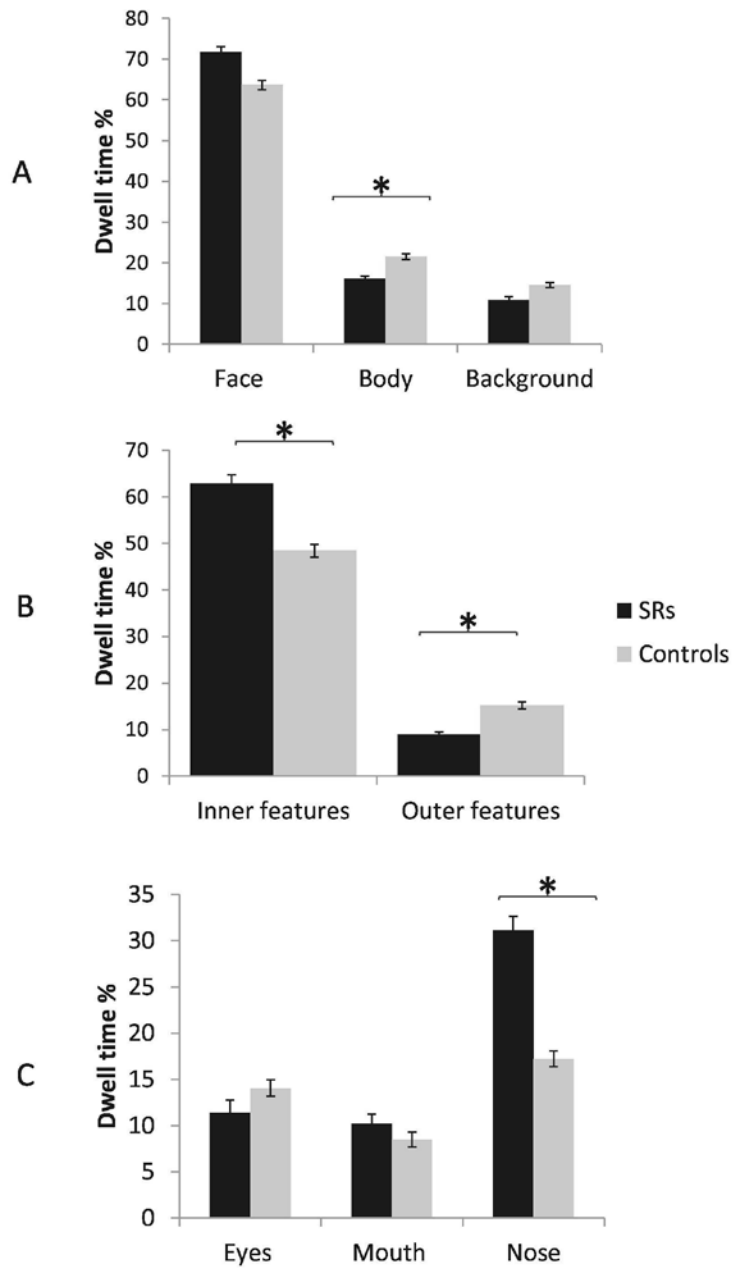 A
Dwell time %
80
70
60
50
40
30
20
10
0
*
Face Body Background
B
Dwell time %
70
60
50
40
30
20
10
0
*
*
Inner features Outer features
SRs
Controls
C
Dwell time %
35
30
25
20
15
10
5
0
*
Eyes Mouth Nose